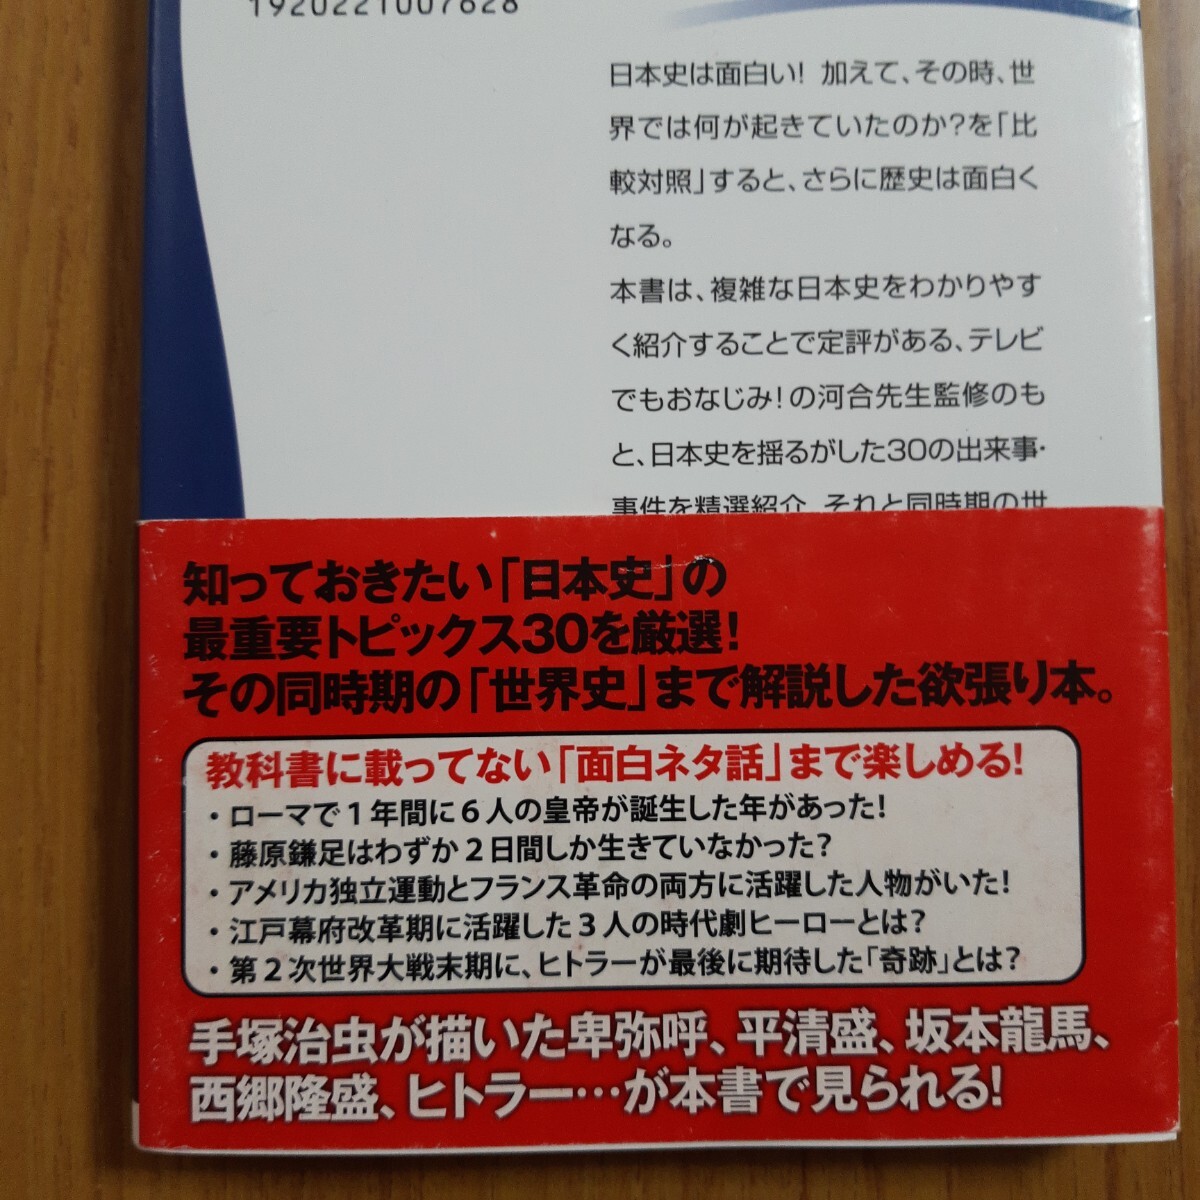 1920221007628
日本史は面白い! 加えて、その時、世
界では何が起きていたのか?を「比
較対照」すると、さらに歴史は面白く
なる。
本書は、複雑な日本史をわかりやす
く紹介することで定評がある、テレビ
でもおなじみ!の河合先生監修のも
と、日本史を揺るがした30の出来事・
事件を精選紹介。それと同時期の世
知っておきたい「日本史」の
最重要トピックス30を厳選!
その同時期の「世界史」まで解説した欲張り本。
教科書に載ってない「面白ネタ話」まで楽しめる!
・ローマで1年間に6人の皇帝が誕生した年があった!
・藤原鎌足はわずか2日間しか生きていなかった?
・アメリカ独立運動とフランス革命の両方に活躍した人物がいた!
・江戸幕府改革期に活躍した3人の時代劇ヒーローとは?
・第2次世界大戦末期に、ヒトラーが最後に期待した「奇跡」とは?
手塚治虫が描いた卑弥呼、平清盛、坂本龍馬、
西郷隆盛、ヒトラー…が本書で見られる!